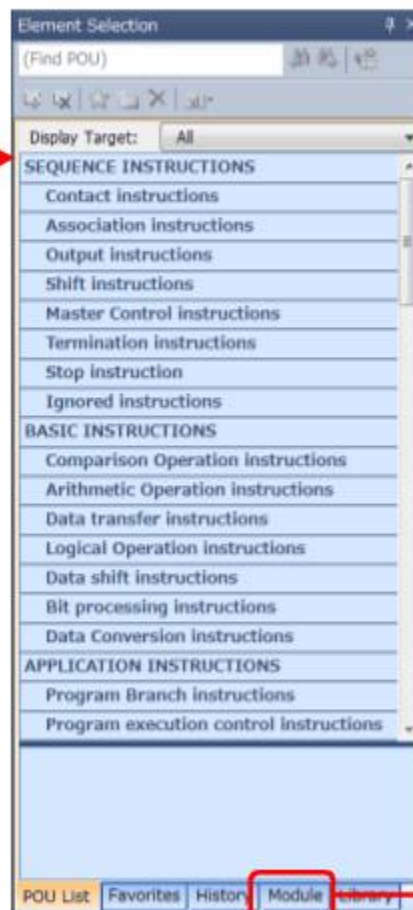 Element Selection
(Find POU)
Display Target: All
SEQUENCE INSTRUCTIONS
Contact instructions
Association instructions
Output instructions
Shift instructions
Master Control instructions
Termination instructions
Stop instruction
Ignored instructions
BASIC INSTRUCTIONS
Comparison Operation instructions
Arithmetic Operation instructions
Data transfer instructions
Logical Operation instructions
Data shift instructions
Bit processing instructions
Data Conversion instructions
APPLICATION INSTRUCTIONS
Program Branch instructions
Program execution control instructions
POU List Favorites History Module Library